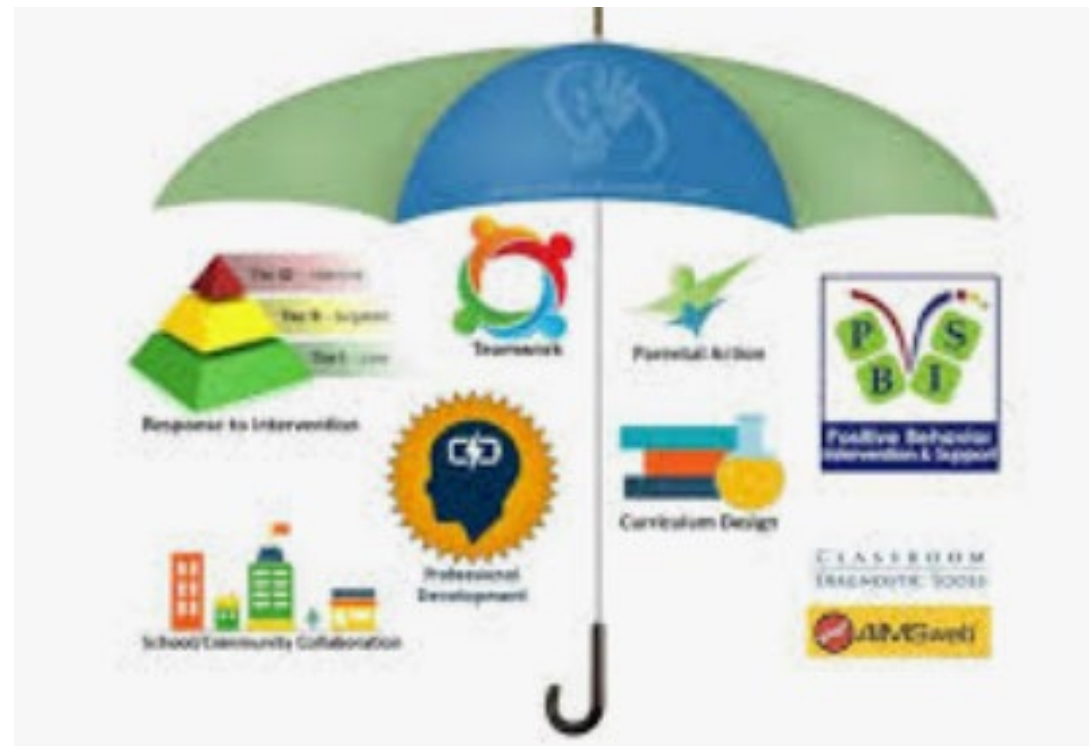 Teamwork
Parental Action
Response to Intervention
P
S
B
I
Positive Behavior
Intervention & Support
Curriculum Design
Professional
Development
CLASSROOM
DIAGNOSTIC TOOLS
School/Community Collaboration
AIMSweb